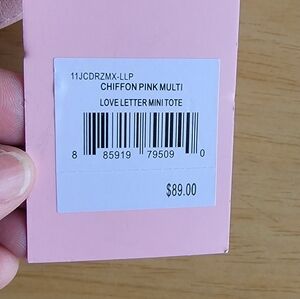 11JCDRZMX-LLP
CHIFFON PINK MULTI
LOVE LETTER MINI TOTE
8 85919 79509 0
$89.00